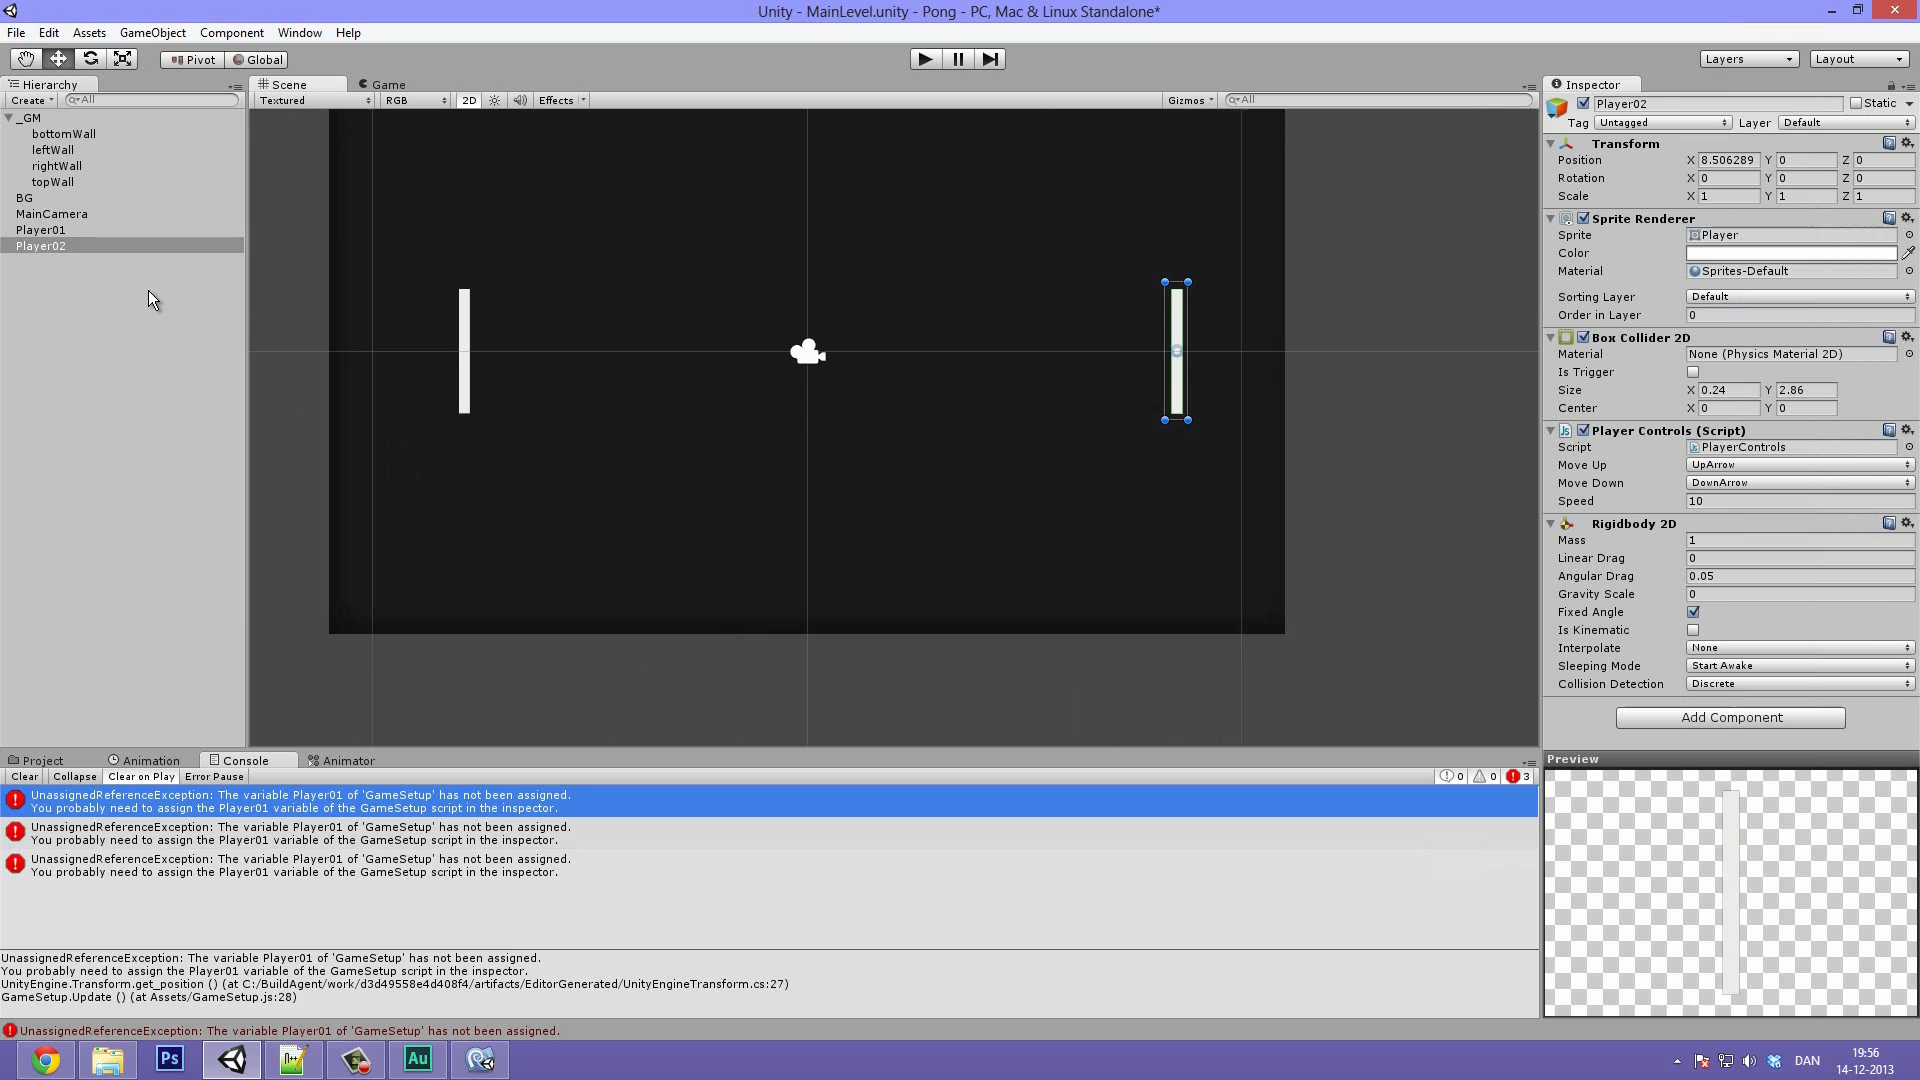 Unity - MainLevel.unity - Pong - PC, Mac & Linux Standalone*
File Edit Assets GameObject Component Window Help
Pivot Global Layers Layout
Hierarchy
Create All
_GM
bottomWall
leftWall
rightWall
topWall
BG
MainCamera
Player01
Player02
Scene Game
Textured RGB 2D Effects Gizmos All
Inspector
Player02 Static
Tag Untagged Layer Default
Transform
Position X 8.506289 Y 0 Z 0
Rotation X 0 Y 0 Z 0
Scale X 1 Y 1 Z 1
Sprite Renderer
Sprite Player
Color
Material Sprites-Default
Sorting Layer Default
Order in Layer 0
Box Collider 2D
Material None (Physics Material 2D)
Is Trigger
Size X 0.24 Y 2.86
Center X 0 Y 0
Player Controls (Script)
Script PlayerControls
Move Up UpArrow
Move Down DownArrow
Speed 10
Rigidbody 2D
Mass 1
Linear Drag 0
Angular Drag 0.05
Gravity Scale 0
Fixed Angle
Is Kinematic
Interpolate None
Sleeping Mode Start Awake
Collision Detection Discrete
Add Component
Preview
Project Animation Console Animator
Clear Collapse Clear on Play Error Pause 0 0 3
UnassignedReferenceException: The variable Player01 of 'GameSetup' has not been assigned.
You probably need to assign the Player01 variable of the GameSetup script in the inspector.
UnassignedReferenceException: The variable Player01 of 'GameSetup' has not been assigned.
You probably need to assign the Player01 variable of the GameSetup script in the inspector.
UnassignedReferenceException: The variable Player01 of 'GameSetup' has not been assigned.
You probably need to assign the Player01 variable of the GameSetup script in the inspector.
UnassignedReferenceException: The variable Player01 of 'GameSetup' has not been assigned.
You probably need to assign the Player01 variable of the GameSetup script in the inspector.
UnityEngine.Transform.get_position () (at C:/BuildAgent/work/d3d49558e4d408f4/artifacts/EditorGenerated/UnityEngineTransform.cs:27)
GameSetup.Update () (at Assets/GameSetup.js:28)
UnassignedReferenceException: The variable Player01 of 'GameSetup' has not been assigned.
Ps Au DAN 19:56
14-12-2013